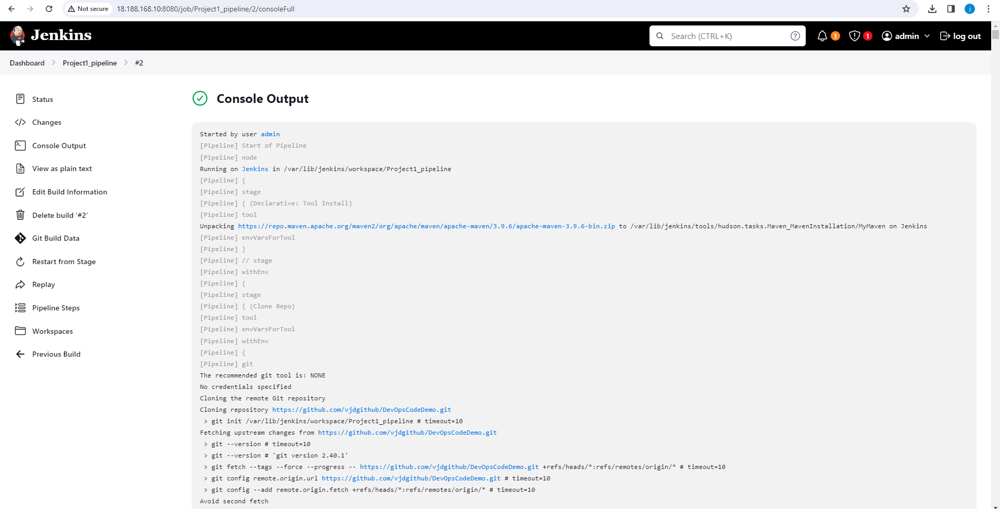 Not secure 18.188.168.10:8080/job/Project1_pipeline/2/consoleFull j
Jenkins Search (CTRL+K) ? 1 1 admin log out
Dashboard Project1_pipeline #2
Status
Changes
Console Output
View as plain text
Edit Build Information
Delete build ‘#2’
Git Build Data
Restart from Stage
Replay
Pipeline Steps
Workspaces
Previous Build
Console Output
Started by user admin
[Pipeline] Start of Pipeline
[Pipeline] node
Running on Jenkins in /var/lib/jenkins/workspace/Project1_pipeline
[Pipeline] {
[Pipeline] stage
[Pipeline] { (Declarative: Tool Install)
[Pipeline] tool
Unpacking https://repo.maven.apache.org/maven2/org/apache/maven/apache-maven/3.9.6/apache-maven-3.9.6-bin.zip to /var/lib/jenkins/tools/hudson.tasks.Maven_MavenInstallation/MyMaven on Jenkins
[Pipeline] envVarsForTool
[Pipeline] }
[Pipeline] // stage
[Pipeline] withEnv
[Pipeline] {
[Pipeline] stage
[Pipeline] { (Clone Repo)
[Pipeline] tool
[Pipeline] envVarsForTool
[Pipeline] withEnv
[Pipeline] {
[Pipeline] git
The recommended git tool is: NONE
No credentials specified
Cloning the remote Git repository
Cloning repository https://github.com/vjdgithub/DevOpsCodeDemo.git
> git init /var/lib/jenkins/workspace/Project1_pipeline # timeout=10
Fetching upstream changes from https://github.com/vjdgithub/DevOpsCodeDemo.git
> git --version # timeout=10
> git --version # 'git version 2.40.1'
> git fetch --tags --force --progress -- https://github.com/vjdgithub/DevOpsCodeDemo.git +refs/heads/*:refs/remotes/origin/* # timeout=10
> git config remote.origin.url https://github.com/vjdgithub/DevOpsCodeDemo.git # timeout=10
> git config --add remote.origin.fetch +refs/heads/*:refs/remotes/origin/* # timeout=10
Avoid second fetch